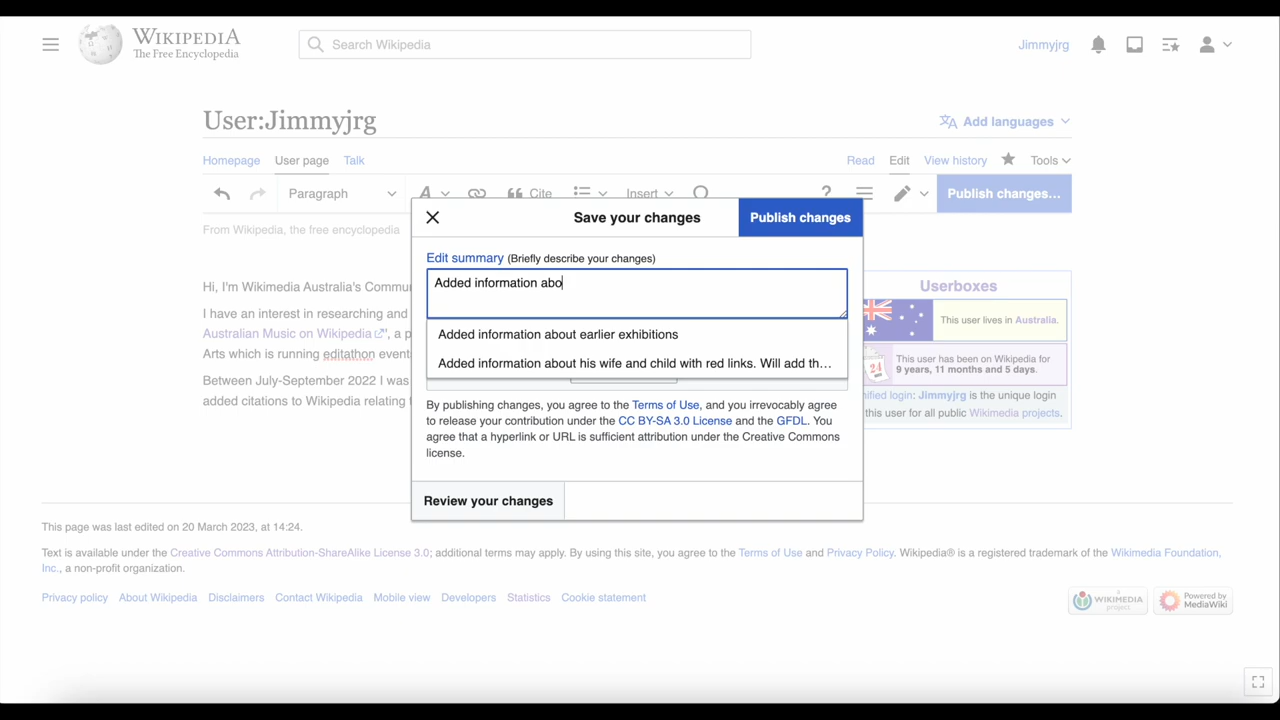 WIKIPEDIA
The Free Encyclopedia
Search Wikipedia
Jimmyjrg
User:Jimmyjrg
Add languages
Homepage User page Talk
Read Edit View history Tools
Paragraph A Cite Insert ? Publish changes...
Save your changes Publish changes
From Wikipedia, the free encyclopedia
Edit summary (Briefly describe your changes)
Added information abo
Added information about earlier exhibitions
Added information about his wife and child with red links. Will add th...
Hi, I'm Wikimedia Australia's Commu
I have an interest in researching and
Australian Music on Wikipedia", a p
Arts which is running editathon event
Between July-September 2022 I was
added citations to Wikipedia relating
Userboxes
This user lives in Australia.
24
This user has been on Wikipedia for
9 years, 11 months and 5 days.
nified login: Jimmyjrg is the unique login
this user for all public Wikimedia projects.
By publishing changes, you agree to the Terms of Use, and you irrevocably agree
to release your contribution under the CC BY-SA 3.0 License and the GFDL. You
agree that a hyperlink or URL is sufficient attribution under the Creative Commons
license.
Review your changes
This page was last edited on 20 March 2023, at 14:24.
Text is available under the Creative Commons Attribution-ShareAlike License 3.0; additional terms may apply. By using this site, you agree to the Terms of Use and Privacy Policy. Wikipedia® is a registered trademark of the Wikimedia Foundation,
Inc., a non-profit organization.
Privacy policy About Wikipedia Disclaimers Contact Wikipedia Mobile view Developers Statistics Cookie statement
A
WIKIMEDIA
project
Powered by
MediaWiki